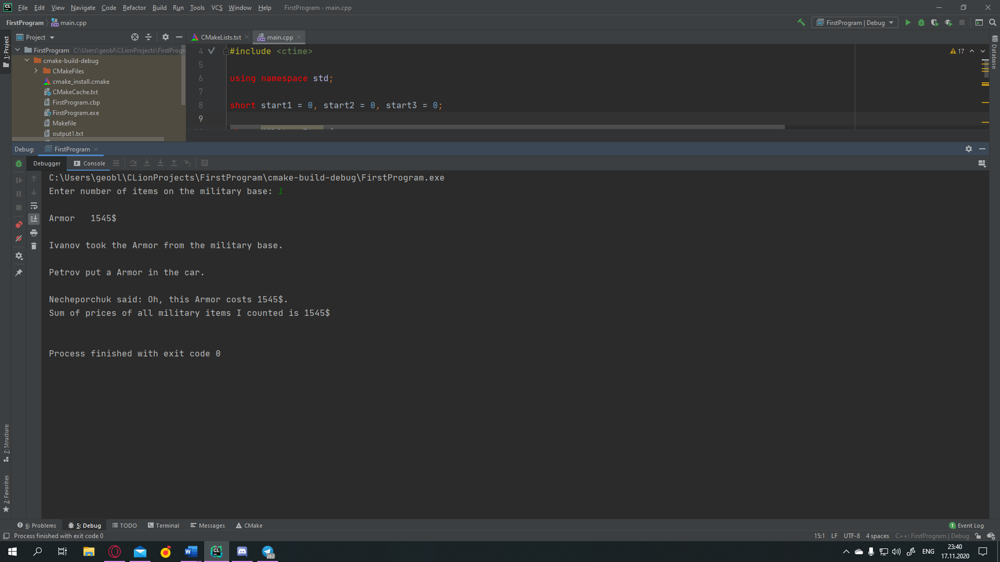 CL File Edit View Navigate Code Refactor Build Run Tools VCS Window Help FirstProgram - main.cpp
FirstProgram main.cpp FirstProgram | Debug
1: Project
Project
CMakeLists.txt main.cpp
FirstProgram C:\Users\geobl\CLionProjects\FirstProgra
cmake-build-debug
CMakeFiles
cmake_install.cmake
CMakeCache.txt
FirstProgram.cbp
FirstProgram.exe
Makefile
output1.txt
4 #include <ctime>
17
5
6 using namespace std;
7
8 short start1 = 0, start2 = 0, start3 = 0;
9
Database
Debug: FirstProgram
Debugger Console
C:\Users\geobl\CLionProjects\FirstProgram\cmake-build-debug\FirstProgram.exe
Enter number of items on the military base: 1
Armor 1545$
Ivanov took the Armor from the military base.
Petrov put a Armor in the car.
Necheporchuk said: Oh, this Armor costs 1545$.
Sum of prices of all military items I counted is 1545$
Process finished with exit code 0
7: Structure
2: Favorites
6: Problems 5: Debug TODO Terminal Messages CMake 1 Event Log
Process finished with exit code 0 15:1 LF UTF-8 4 spaces C++: FirstProgram | Debug
W CL 282 ENG 23:40
17.11.2020